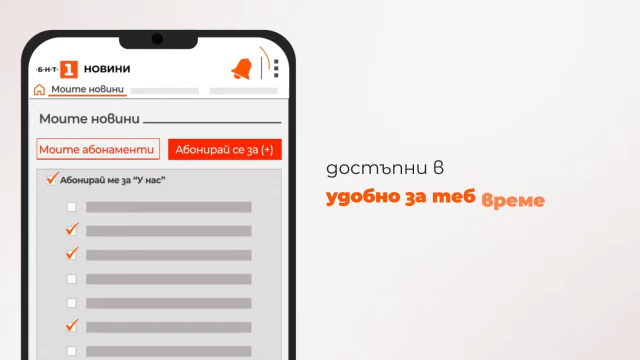 ·Б·Н·Т· 1 НОВИНИ
Моите новини
Моите новини
Моите абонаменти
Абонирай се за (+)
Абонирай ме за "У нас"
достъпни в
удобно за теб време